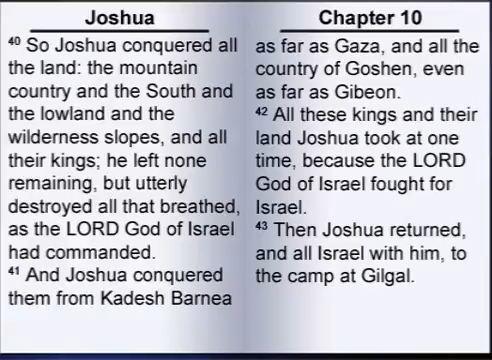 Joshua
⁴⁰ So Joshua conquered all
the land: the mountain
country and the South and
the lowland and the
wilderness slopes, and all
their kings; he left none
remaining, but utterly
destroyed all that breathed,
as the LORD God of Israel
had commanded.
⁴¹ And Joshua conquered
them from Kadesh Barnea
Chapter 10
as far as Gaza, and all the
country of Goshen, even
as far as Gibeon.
⁴² All these kings and their
land Joshua took at one
time, because the LORD
God of Israel fought for
Israel.
⁴³ Then Joshua returned,
and all Israel with him, to
the camp at Gilgal.